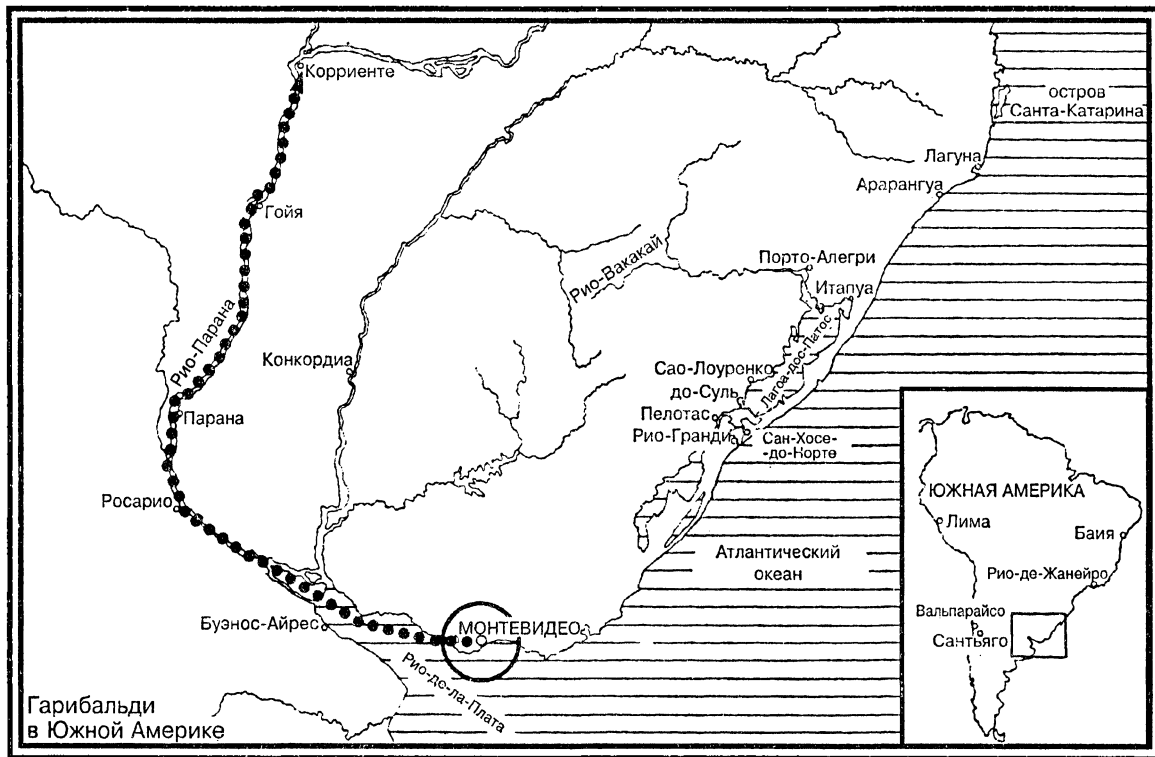 Корриенте
остров
Санта-Катарина
Лагуна
Арарангуа
Гойя
Рио-Вакакай
Порто-Алегри
Итапуа
Рио-Парана
Конкордиа
Лагоа-дос-Патос
Сао-Лоуренко
до-Суль
Парана
Пелотас
Рио-Гранди
Сан-Хосе-
-до-Норте
Росарио
ЮЖНАЯ АМЕРИКА
Лима
Баия
Атлантический
океан
Рио-де-Жанейро
Вальпарайсо
Сантьяго
Буэнос-Айрес
МОНТЕВИДЕО
Рио-де-ла-Плата
Гарибальди
в Южной Америке